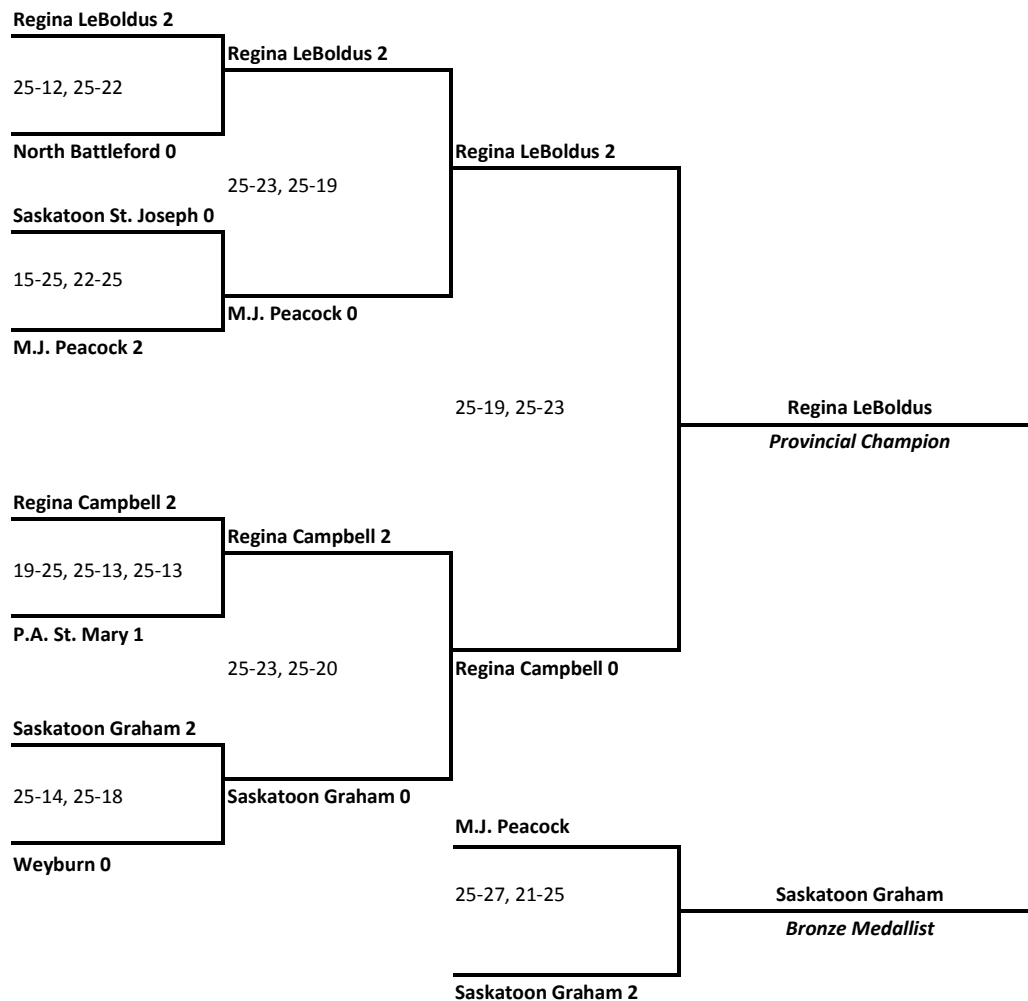 Regina LeBoldus 2
Regina LeBoldus 2
25-12, 25-22
North Battleford 0
Regina LeBoldus 2
25-23, 25-19
Saskatoon St. Joseph 0
15-25, 22-25
M.J. Peacock 0
M.J. Peacock 2
25-19, 25-23
Regina LeBoldus
Provincial Champion
Regina Campbell 2
Regina Campbell 2
19-25, 25-13, 25-13
P.A. St. Mary 1
25-23, 25-20
Regina Campbell 0
Saskatoon Graham 2
25-14, 25-18
Saskatoon Graham 0
M.J. Peacock
Weyburn 0
25-27, 21-25
Saskatoon Graham
Bronze Medallist
Saskatoon Graham 2